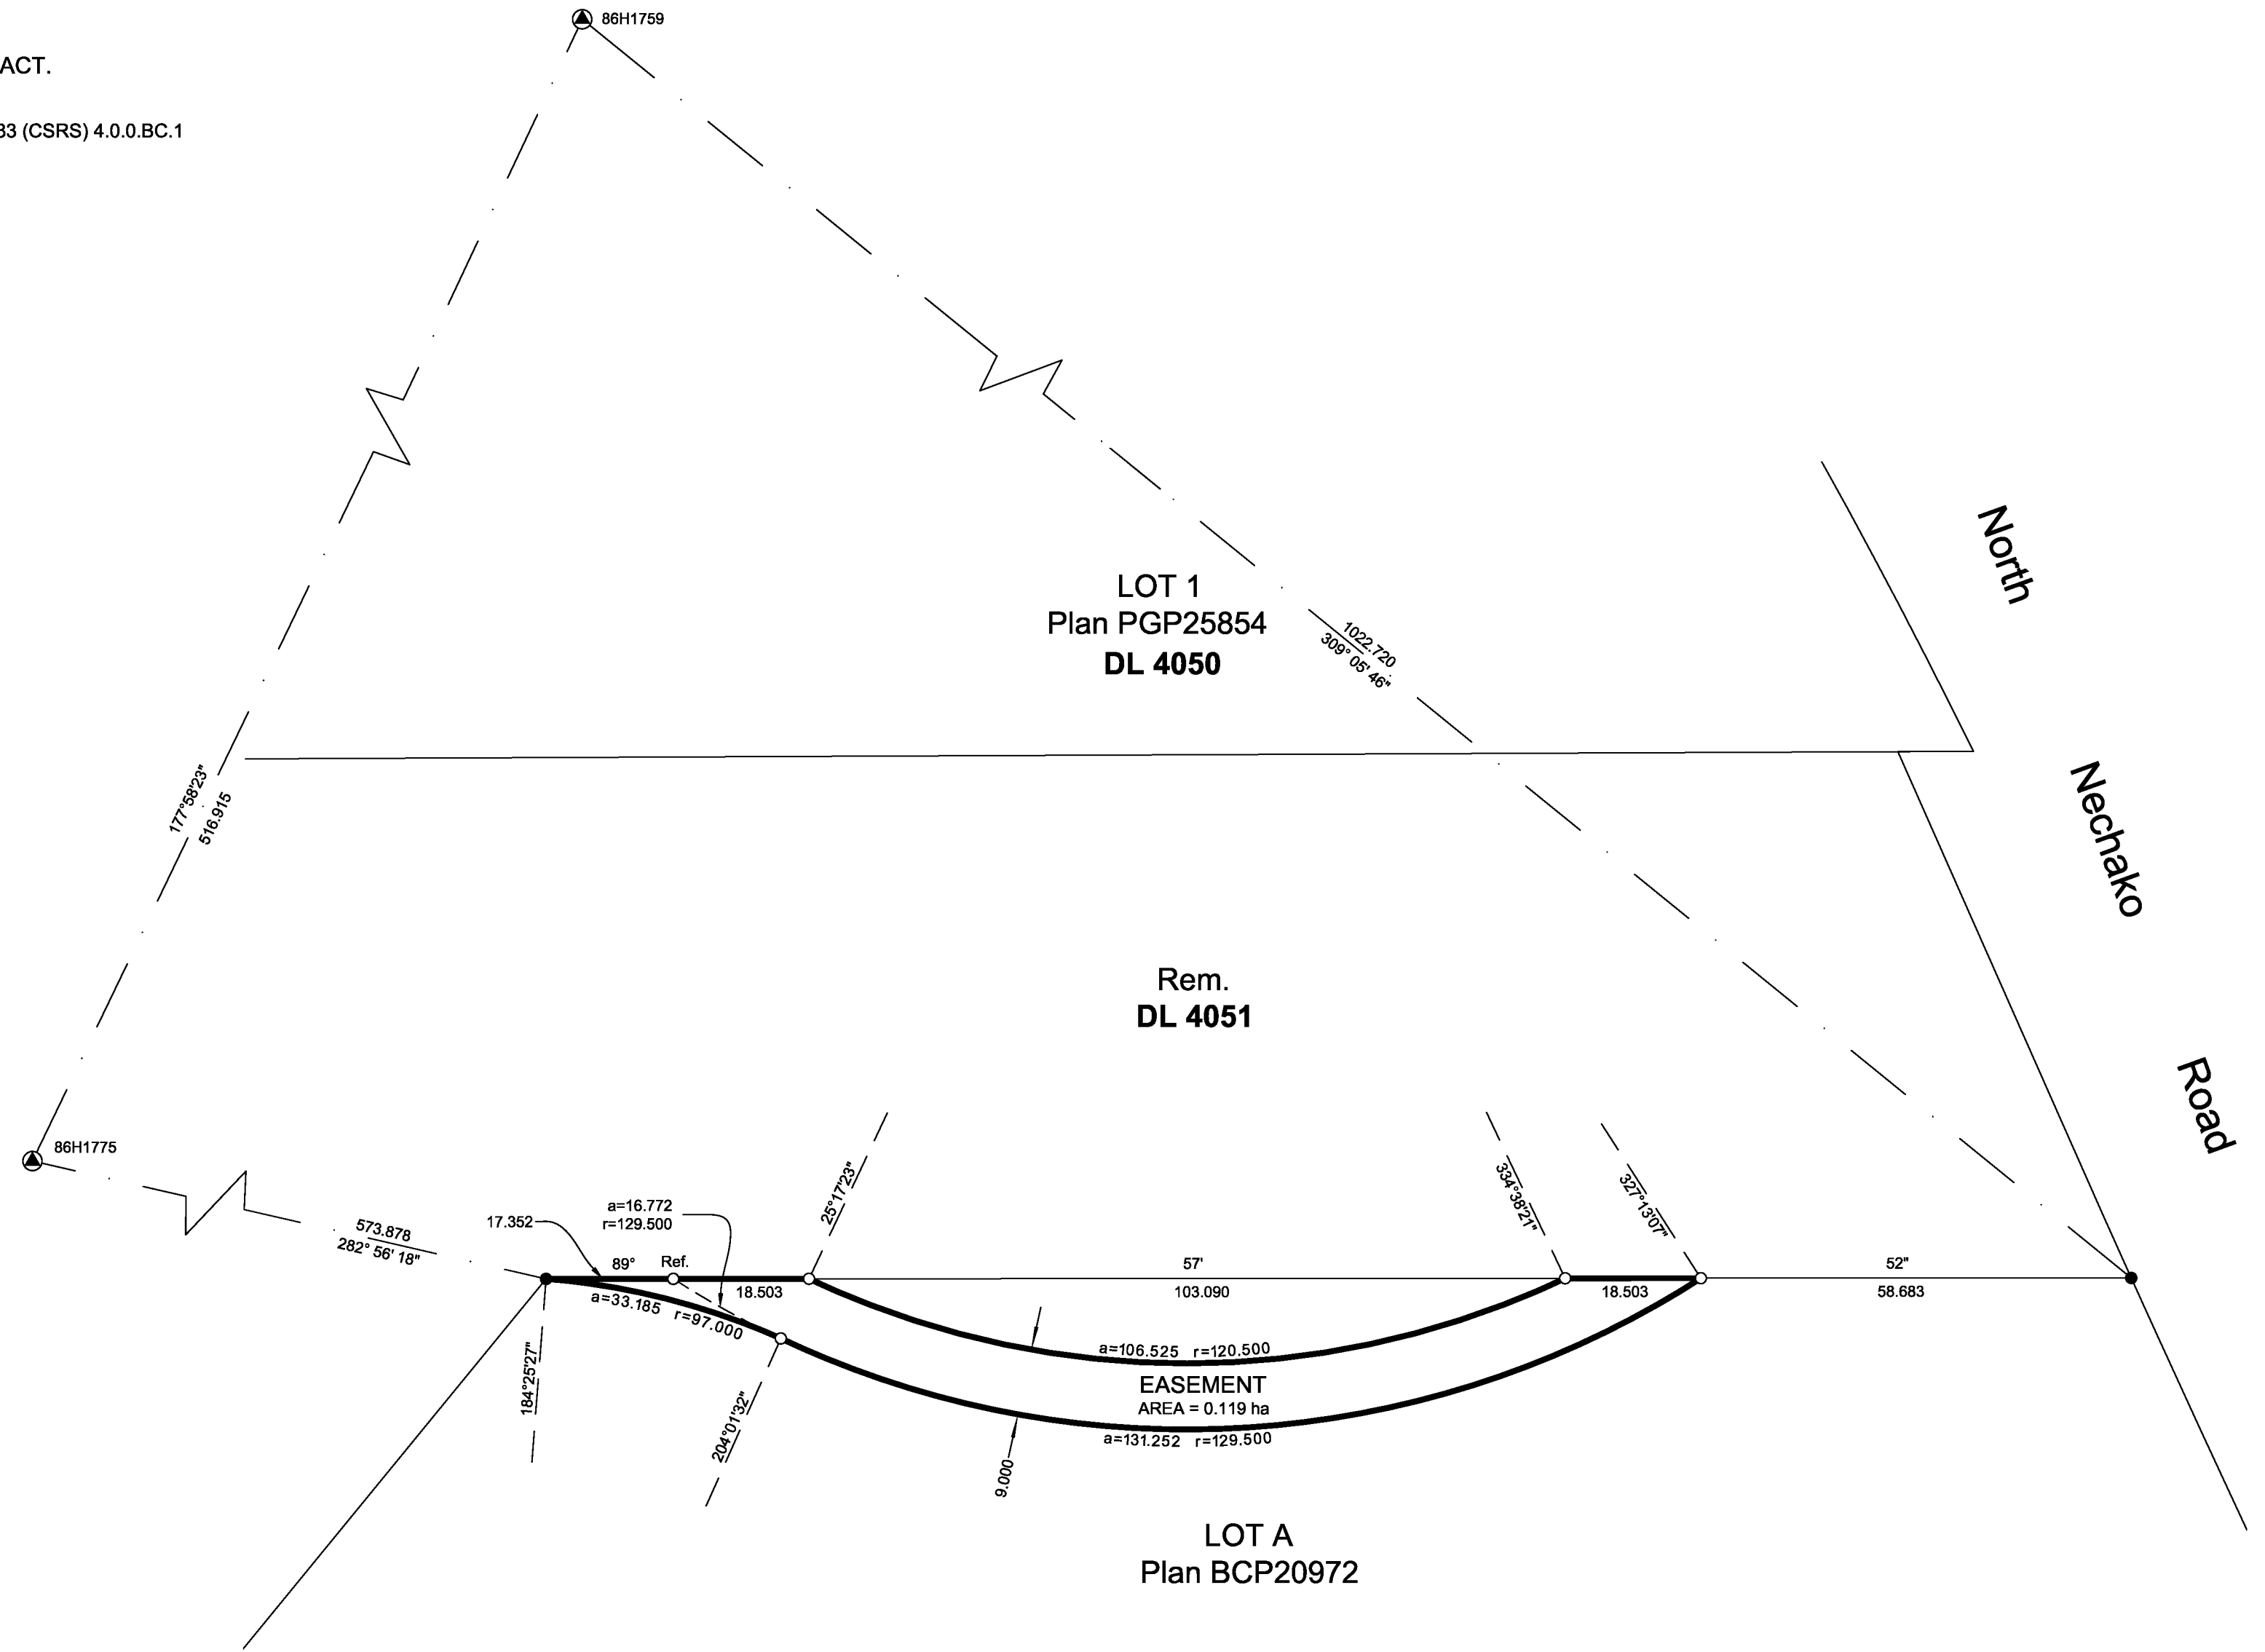 86H1759
ACT.
33 (CSRS) 4.0.0.BC.1
North
LOT 1
Plan PGP25854
DL 4050
1022.720
309° 05' 46"
177°58'23"
516.915
Nechako
Rem.
DL 4051
Road
86H1775
25°17'23"
334°38'21"
327°13'07"
573.878
282° 56' 18"
17.352
a=16.772
r=129.500
89°
Ref.
57'
52"
18.503
103.090
18.503
58.683
a=33.185 r=97.000
a=106.525 r=120.500
184°25'27"
EASEMENT
AREA = 0.119 ha
204°01'32"
a=131.252 r=129.500
9.000
LOT A
Plan BCP20972